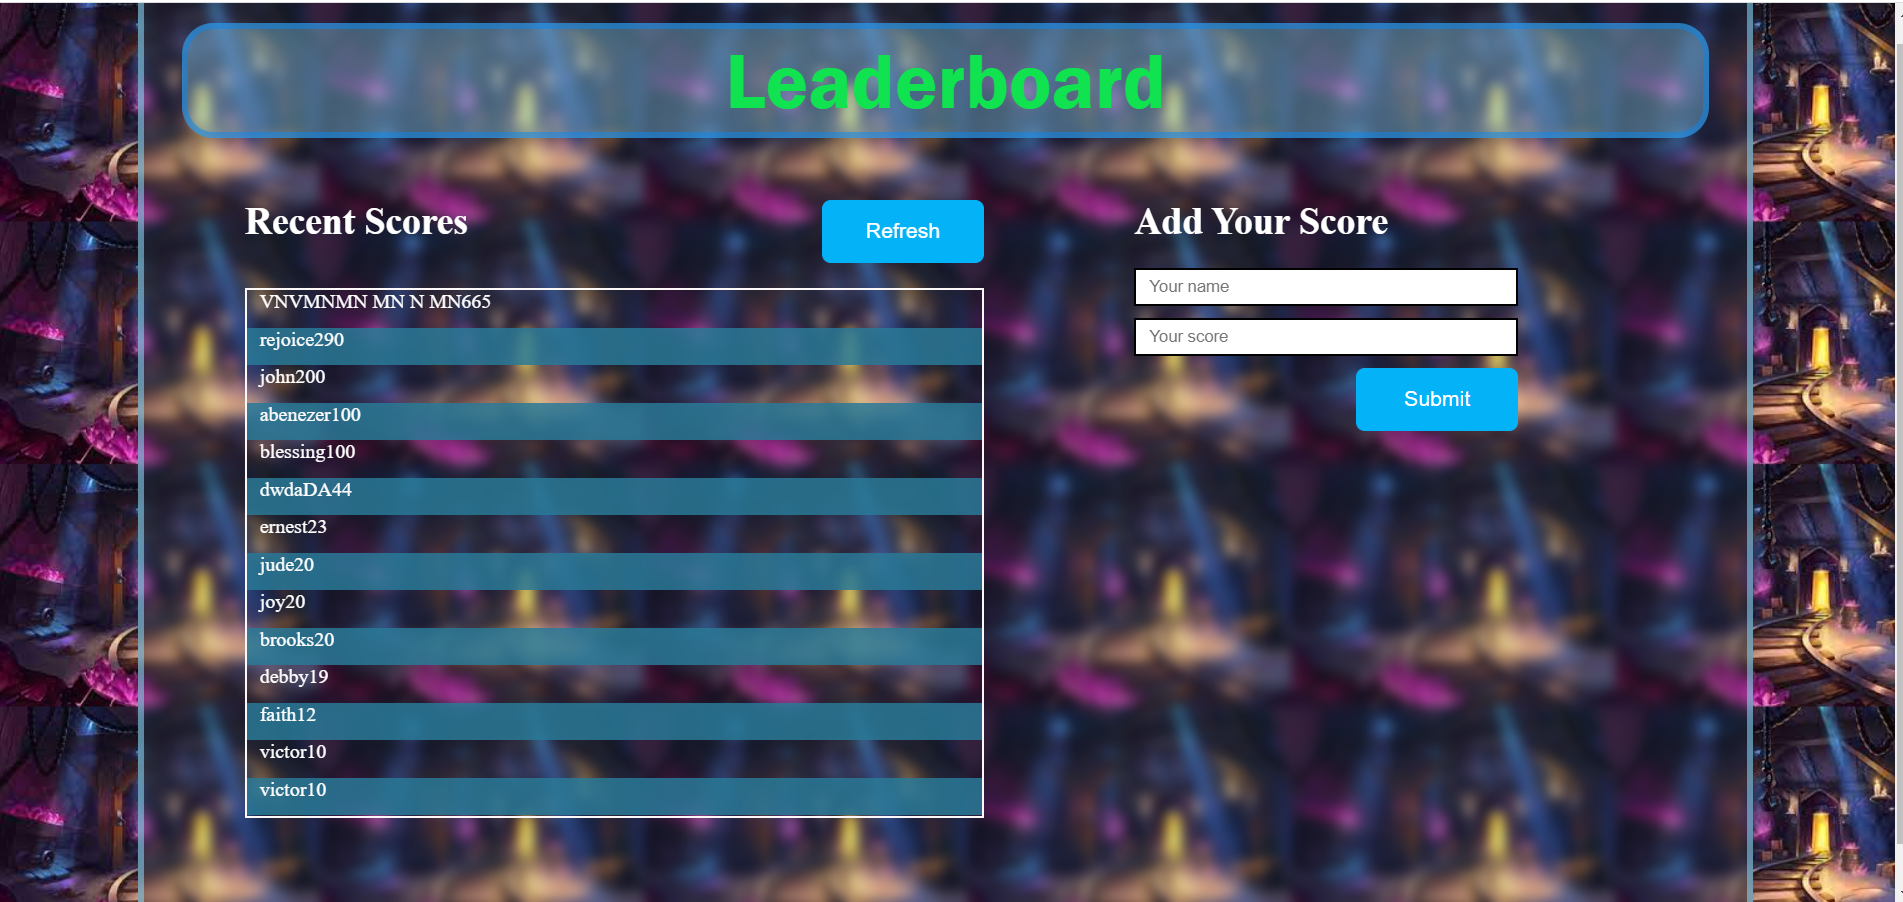 Leaderboard
Recent Scores
Refresh
VNVMNMN MN N MN665
rejoice290
john200
abenezer100
blessing100
dwdaDA44
ernest23
jude20
joy20
brooks20
debby19
faith12
victor10
victor10
Add Your Score
Your name
Your score
Submit